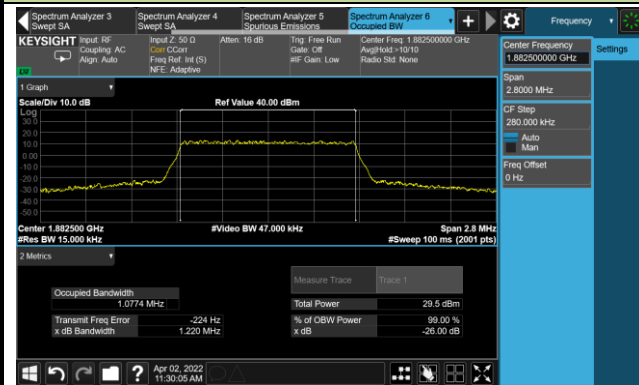 Spectrum Analyzer 3
Swept SA
Spectrum Analyzer 4
Swept SA
Spectrum Analyzer 5
Spurious Emissions
Spectrum Analyzer 6
Occupied BW
Frequency
KEYSIGHT
Input: RF
Coupling: AC
Align: Auto
Input Z: 50 Ω
Corr CCorr
Freq Ref: Int (S)
NFE: Adaptive
Atten: 16 dB
Trig: Free Run
Gate: Off
#IF Gain: Low
Center Freq: 1.882500000 GHz
Avg|Hold:>10/10
Radio Std: None
Center Frequency
1.882500000 GHz
Settings
Span
2.8000 MHz
CF Step
280.000 kHz
Auto
Man
Freq Offset
0 Hz
1 Graph
Scale/Div 10.0 dB
Ref Value 40.00 dBm
Log
30.0
20.0
10.0
0.00
-10.0
-20.0
-30.0
-40.0
-50.0
Center 1.882500 GHz
#Video BW 47.000 kHz
Span 2.8 MHz
#Res BW 15.000 kHz
#Sweep 100 ms (2001 pts)
2 Metrics
Measure Trace
Trace 1
Occupied Bandwidth
1.0774 MHz
Total Power
29.5 dBm
Transmit Freq Error
-224 Hz
% of OBW Power
99.00 %
x dB Bandwidth
1.220 MHz
x dB
-26.00 dB
Apr 02, 2022
11:30:05 AM